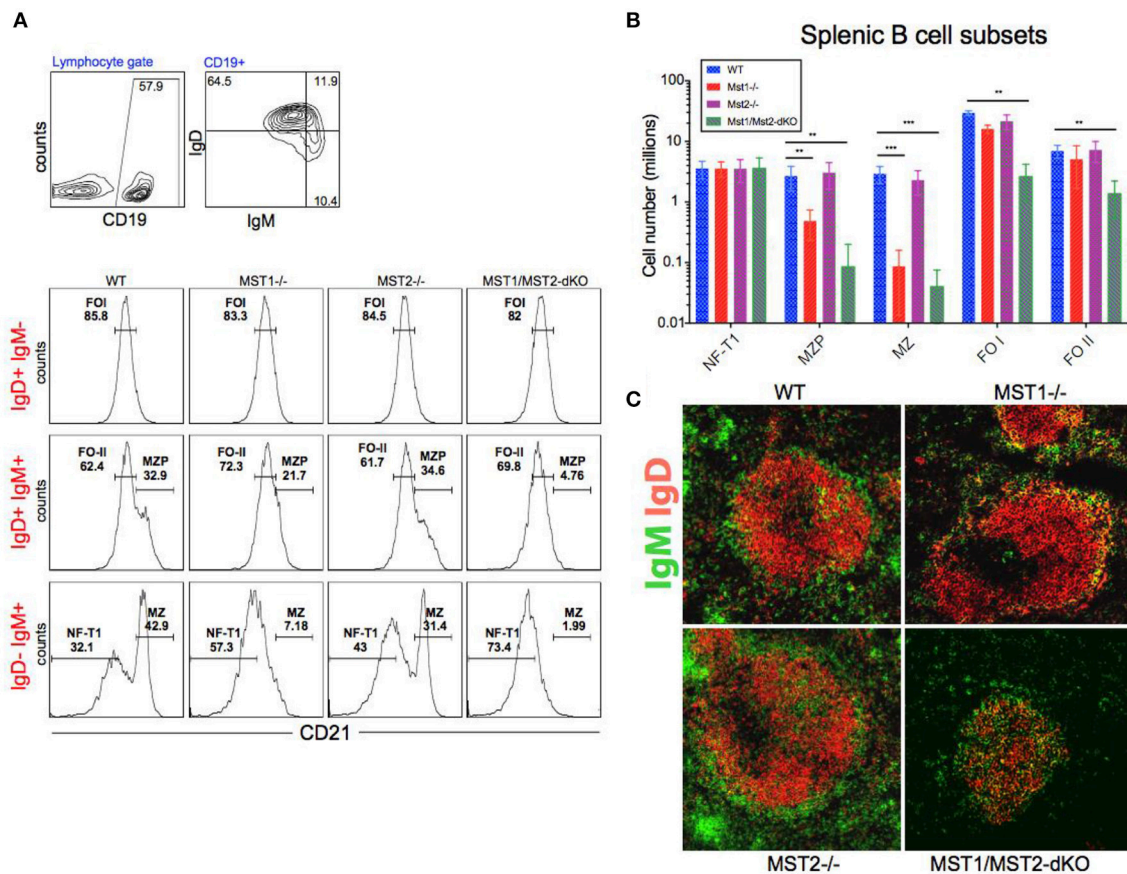 A
Lymphocyte gate
57.9
counts
CD19
CD19+
64.5
11.9
IgD
10.4
IgM
WT
MST1-/-
MST2-/-
MST1/MST2-dKO
IgD+ IgM-
counts
FOI
85.8
FOI
83.3
FOI
84.5
FOI
82
IgD+ IgM+
counts
FO-II
62.4
MZP
32.9
FO-II
72.3
MZP
21.7
FO-II
61.7
MZP
34.6
FO-II
69.8
MZP
4.76
IgD- IgM+
counts
NF-T1
32.1
MZ
42.9
NF-T1
57.3
MZ
7.18
NF-T1
43
MZ
31.4
NF-T1
73.4
MZ
1.99
CD21
B
Splenic B cell subsets
WT
Mst1-/-
Mst2-/-
Mst1/Mst2-dKO
Cell number (millions)
100
10
1
0.1
0.01
**
**
***
***
**
**
NF-T1
MZP
MZ
FO I
FO II
C
WT
MST1-/-
IgM IgD
MST2-/-
MST1/MST2-dKO